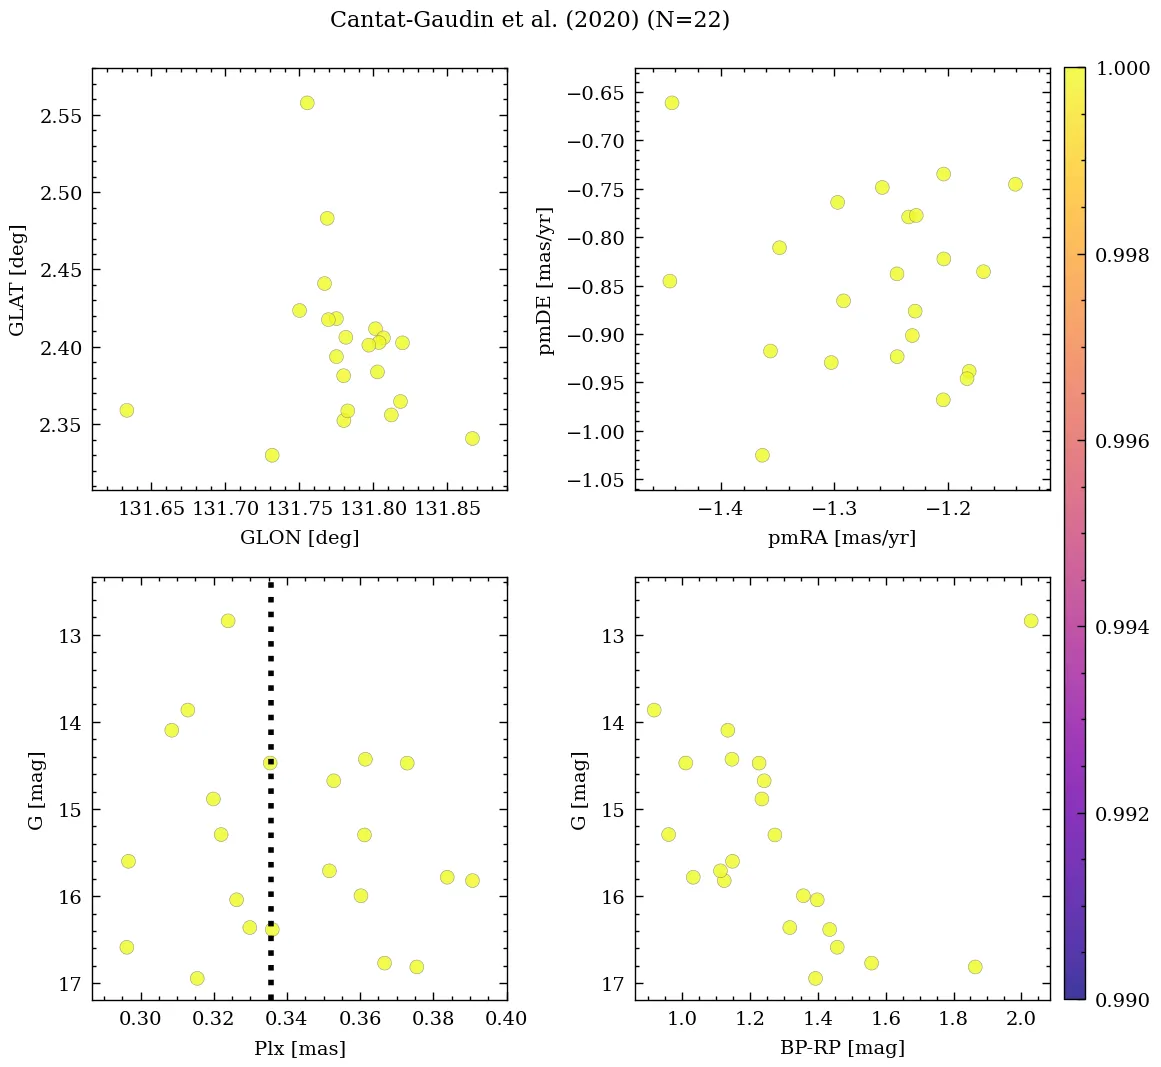 Cantat-Gaudin et al. (2020) (N=22)
2.55
2.50
2.45
2.40
2.35
GLAT [deg]
131.65 131.70 131.75 131.80 131.85
GLON [deg]
−0.65
−0.70
−0.75
−0.80
−0.85
−0.90
−0.95
−1.00
−1.05
pmDE [mas/yr]
−1.4 −1.3 −1.2
pmRA [mas/yr]
13
14
15
16
17
G [mag]
0.30 0.32 0.34 0.36 0.38 0.40
Plx [mas]
13
14
15
16
17
G [mag]
1.0 1.2 1.4 1.6 1.8 2.0
BP-RP [mag]
1.000
0.998
0.996
0.994
0.992
0.990